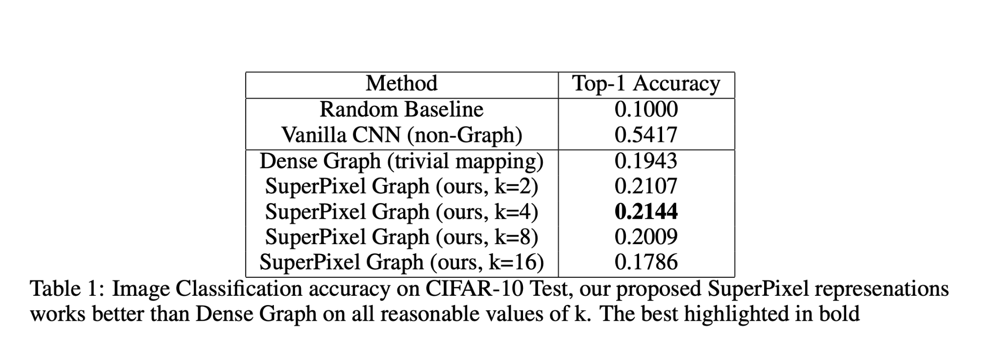 Method Top-1 Accuracy
Random Baseline 0.1000
Vanilla CNN (non-Graph) 0.5417
Dense Graph (trivial mapping) 0.1943
SuperPixel Graph (ours, k=2) 0.2107
SuperPixel Graph (ours, k=4) 0.2144
SuperPixel Graph (ours, k=8) 0.2009
SuperPixel Graph (ours, k=16) 0.1786
Table 1: Image Classification accuracy on CIFAR-10 Test, our proposed SuperPixel represenations
works better than Dense Graph on all reasonable values of k. The best highlighted in bold